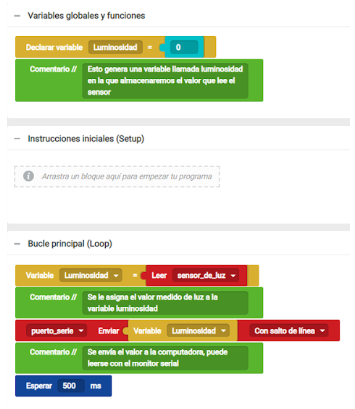 Variables globales y funciones
Declarar variable Luminosidad = 0
Comentario // Esto genera una variable llamada luminosidad
en la que almacenaremos el valor que lee el
sensor
Instrucciones iniciales (Setup)
Arrastra un bloque aquí para empezar tu programa
Bucle principal (Loop)
Variable Luminosidad = Leer sensor_de_luz
Comentario // Se le asigna el valor medido de luz a la
variable luminosidad
puerto_serie Enviar Variable Luminosidad Con salto de línea
Comentario // Se envía el valor a la computadora, puede
leerse con el monitor serial
Esperar 500 ms